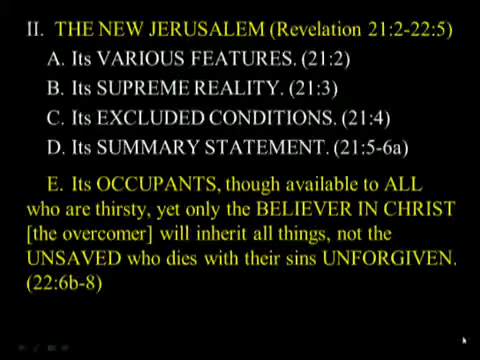 II. THE NEW JERUSALEM (Revelation 21:2-22:5)
A. Its VARIOUS FEATURES. (21:2)
B. Its SUPREME REALITY. (21:3)
C. Its EXCLUDED CONDITIONS. (21:4)
D. Its SUMMARY STATEMENT. (21:5-6a)
E. Its OCCUPANTS, though available to ALL
who are thirsty, yet only the BELIEVER IN CHRIST
[the overcomer] will inherit all things, not the
UNSAVED who dies with their sins UNFORGIVEN.
(22:6b-8)